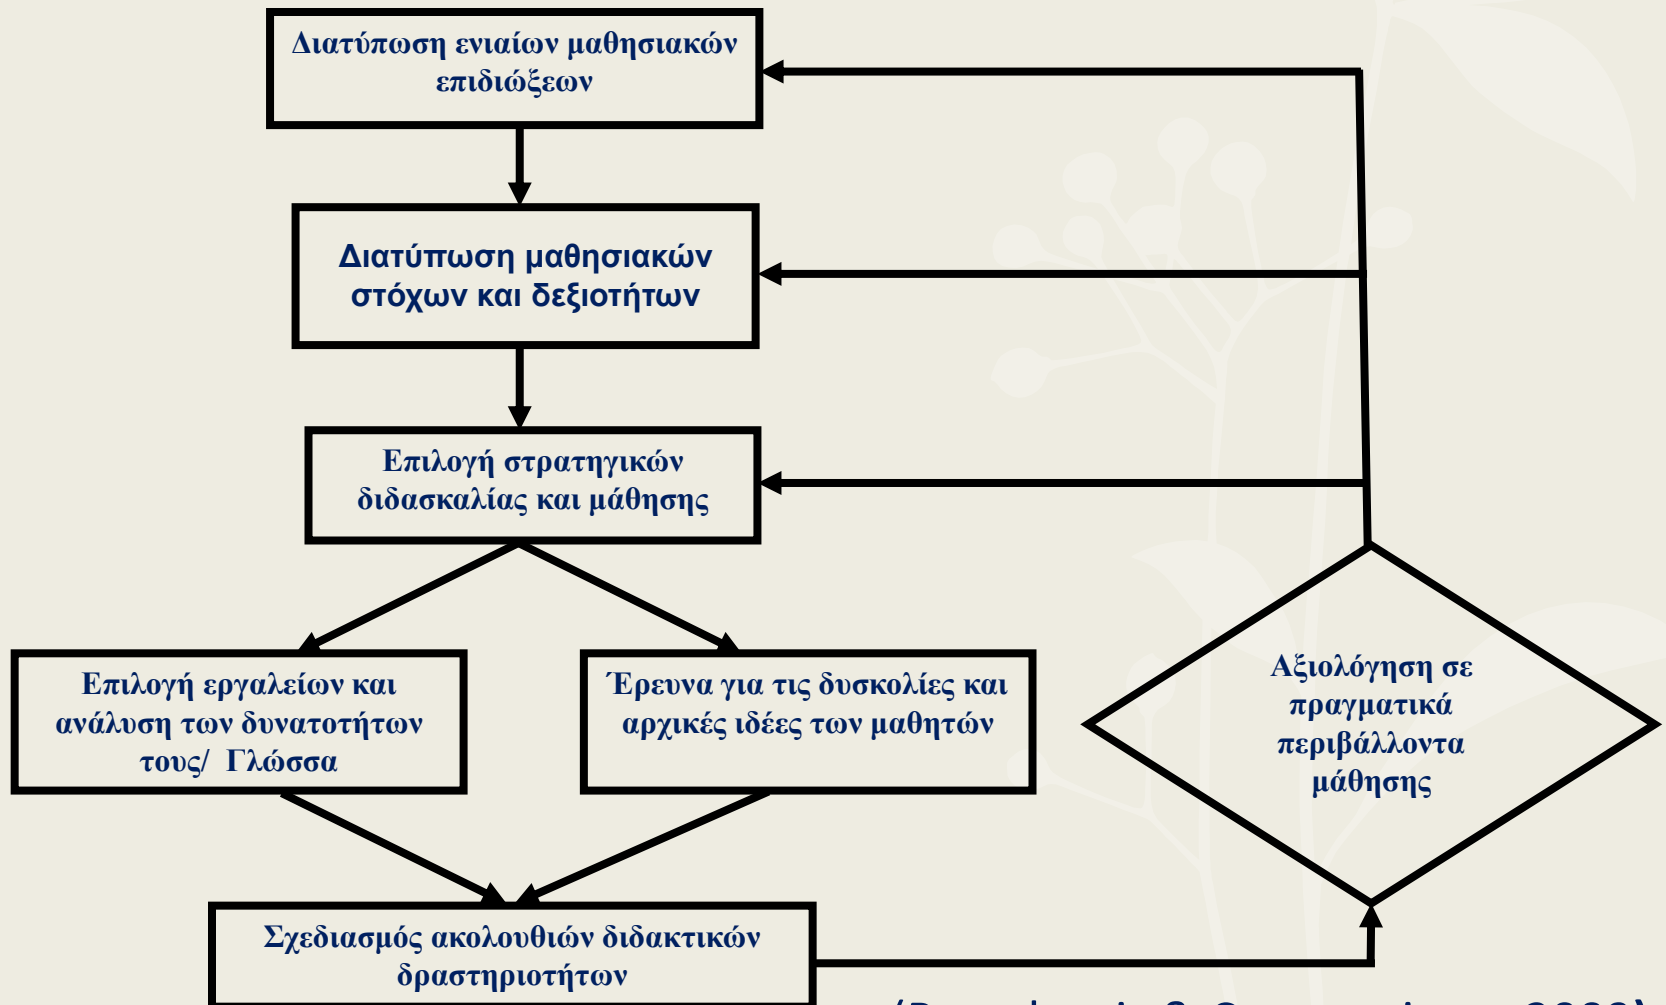 Διατύπωση ενιαίων μαθησιακών
επιδιώξεων
Διατύπωση μαθησιακών
στόχων και δεξιοτήτων
Επιλογή στρατηγικών
διδασκαλίας και μάθησης
Επιλογή εργαλείων και
ανάλυση των δυνατοτήτων
τους/ Γλώσσα
Έρευνα για τις δυσκολίες και
αρχικές ιδέες των μαθητών
Αξιολόγηση σε
πραγματικά
περιβάλλοντα
μάθησης
Σχεδιασμός ακολουθιών διδακτικών
δραστηριοτήτων